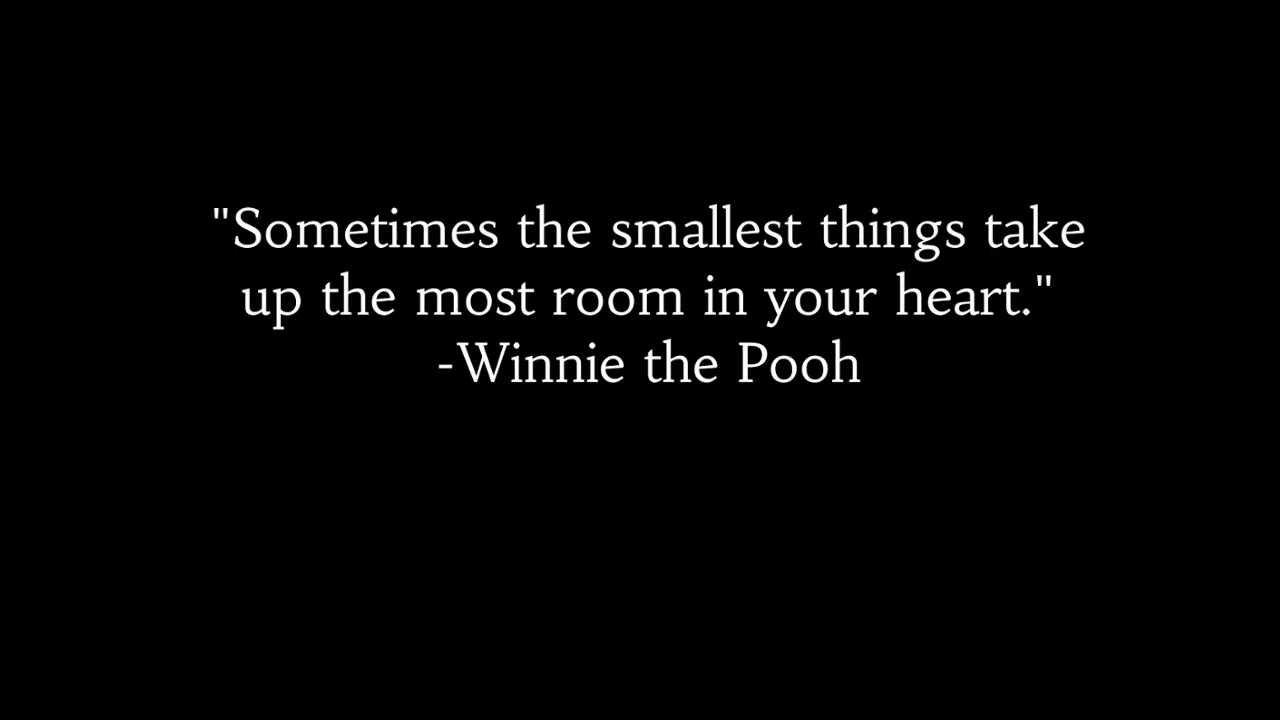 "Sometimes the smallest things take
up the most room in your heart."
-Winnie the Pooh